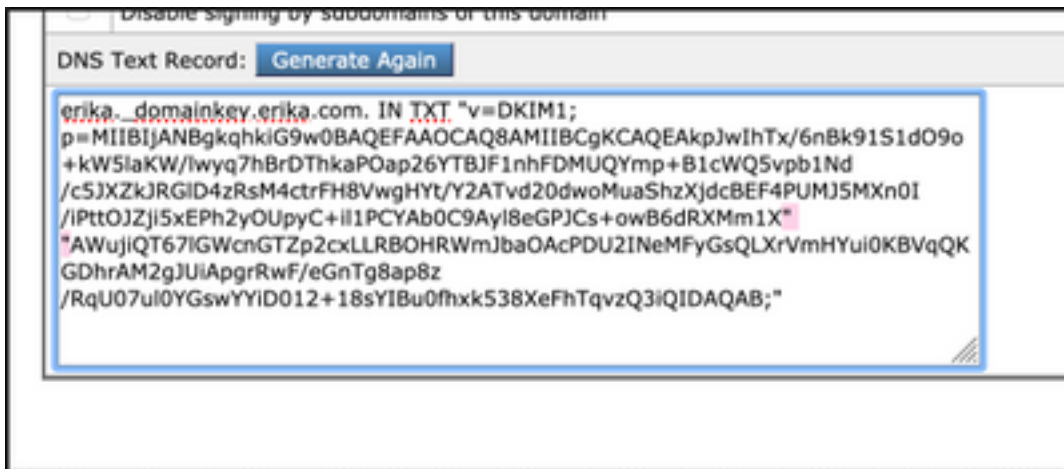 Disable signing by subdomains of this domain
DNS Text Record: Generate Again
erika._domainkey.erika.com. IN TXT "v=DKIM1;
p=MIIBIjANBgkqhkiG9w0BAQEFAAOCAQ8AMIIBCgKCAQEAkpJwIhTx/6nBk91S1dO9o
+kW5laKW/lwyq7hBrDThkaPOap26YTBJF1nhFDMUQYmp+B1cWQ5vpb1Nd
/c5JXZkJRGlD4zRsM4ctrFH8VwgHYt/Y2ATvd20dwoMuaShzXjdcBEF4PUMJ5MXn0I
/iPttOJZji5xEPh2yOUpyC+il1PCYAb0C9Ayl8eGPJCs+owB6dRXMm1X"
"AWujiQT67lGWcnGTZp2cxLLRBOHRWmJbaOAcPDU2INeMFyGsQLXrVmHYui0KBVqQK
GDhrAM2gJUiApgrRwF/eGnTg8ap8z
/RqU07ul0YGswYYiD012+18sYIBu0fhxk538XeFhTqvzQ3iQIDAQAB;"